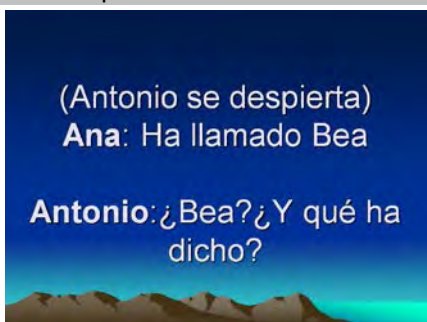 (Antonio se despierta)
Ana: Ha llamado Bea
Antonio:¿Bea?¿Y qué ha
dicho?